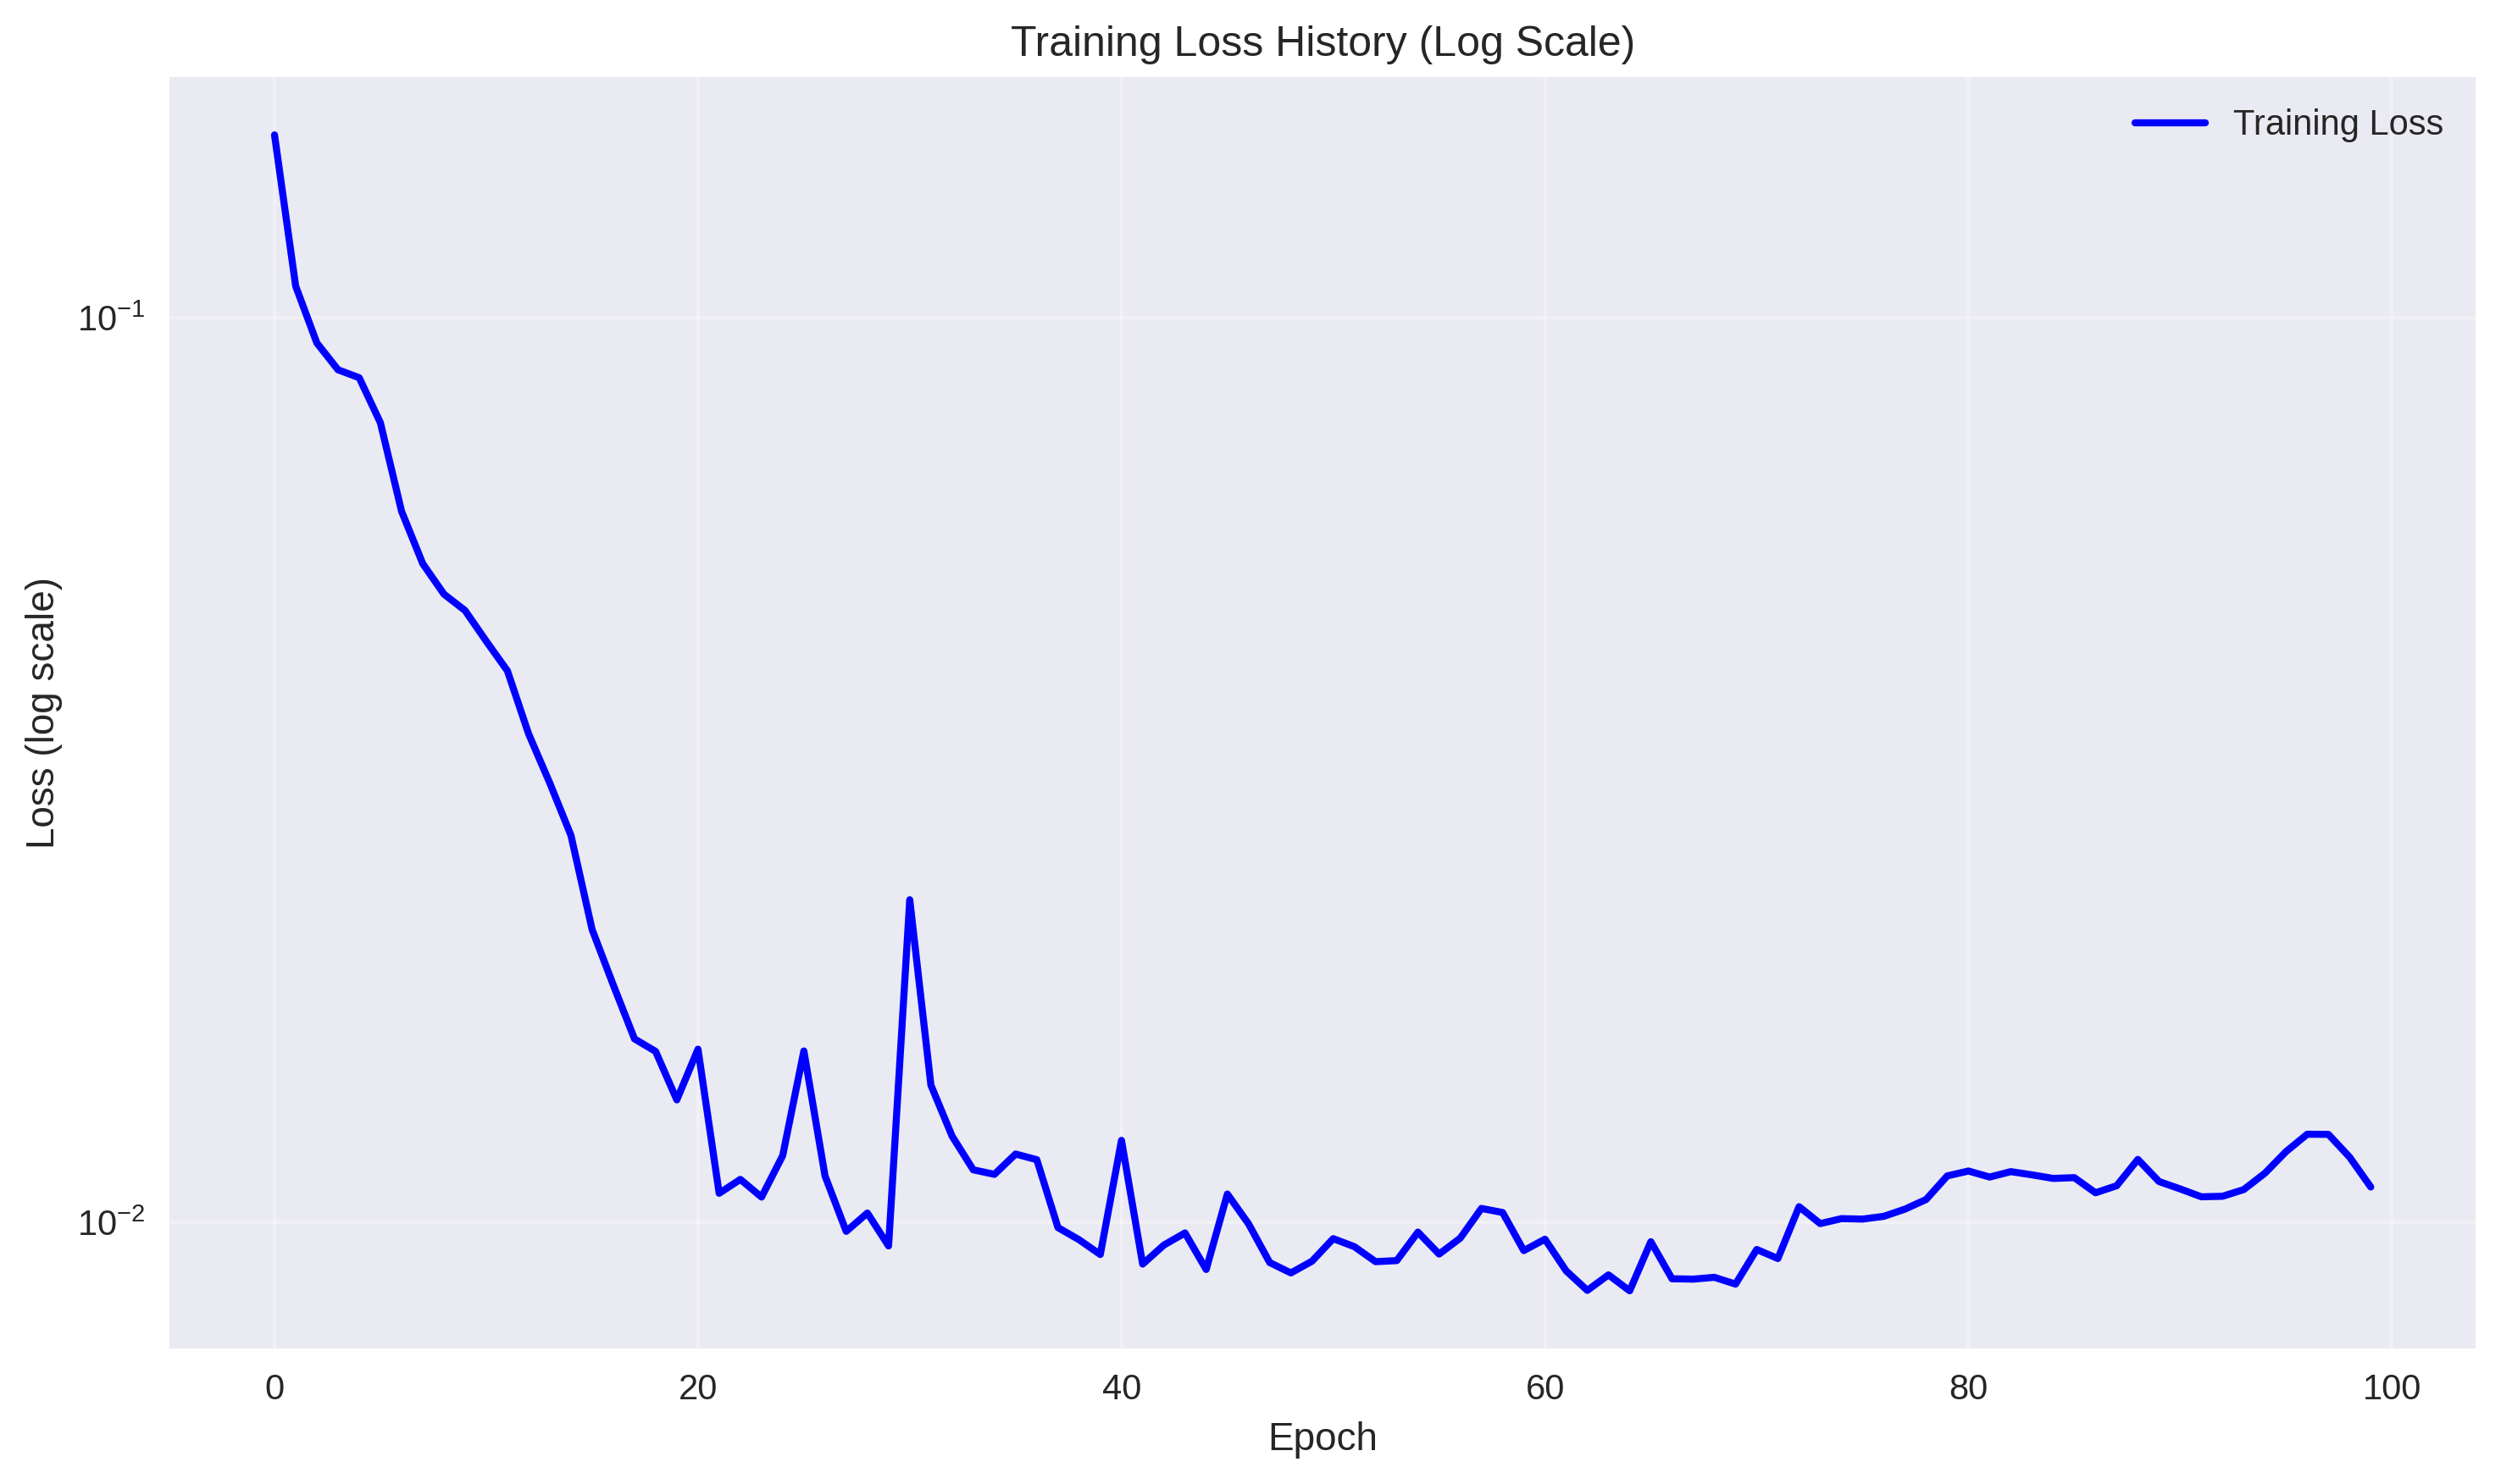 Training Loss History (Log Scale)
Training Loss
10⁻¹
10⁻²
Loss (log scale)
0 20 40 60 80 100
Epoch